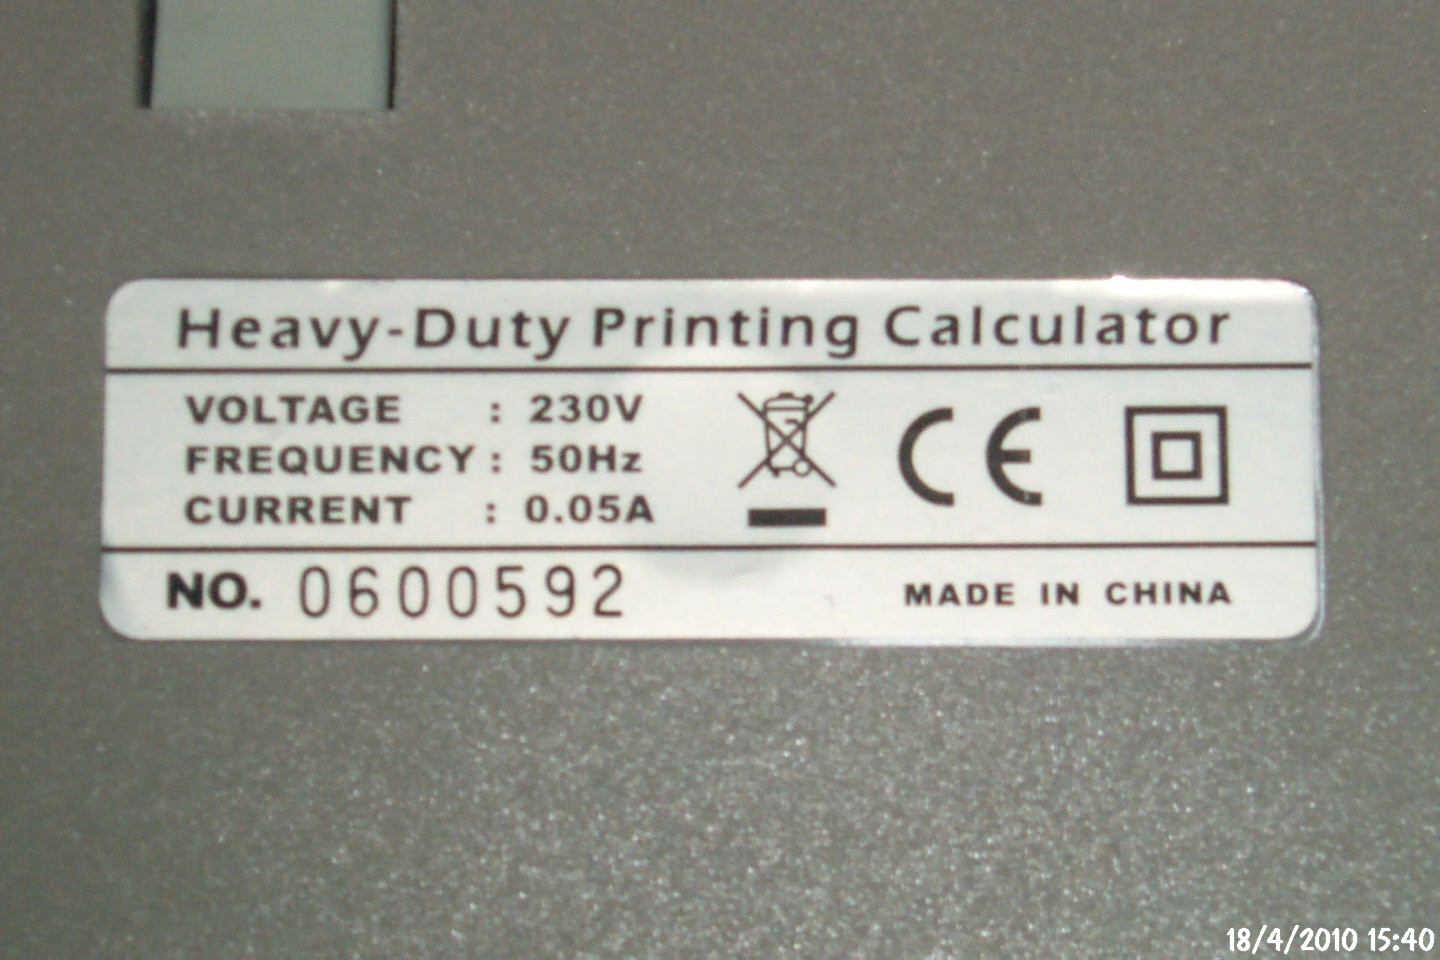 Heavy-Duty Printing Calculator
VOLTAGE : 230V
FREQUENCY : 50Hz
CURRENT : 0.05A
CE
NO. 0600592
MADE IN CHINA
18/4/2010 15:40